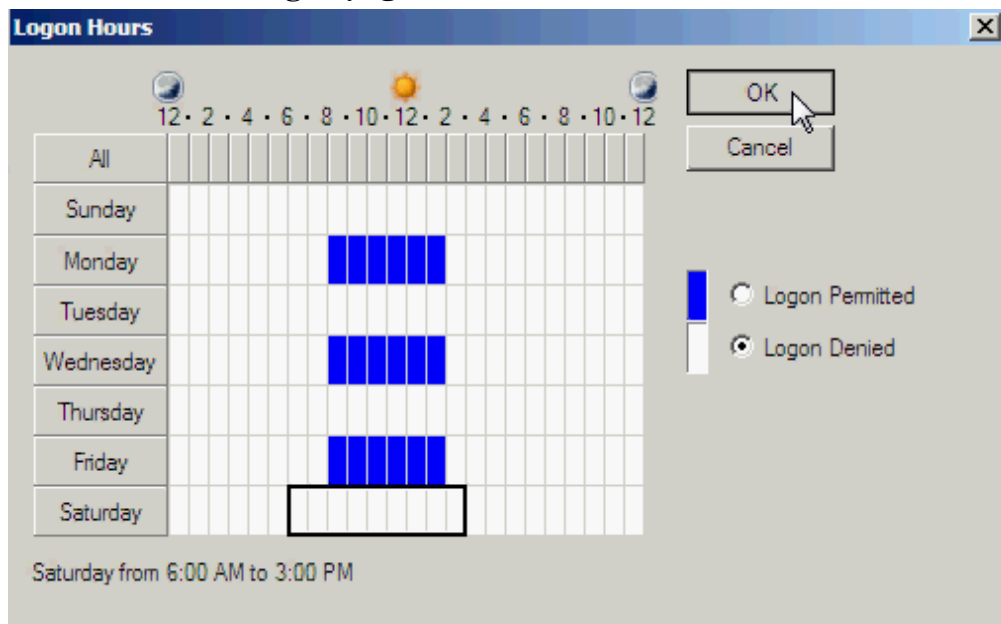 Logon Hours
12 · 2 · 4 · 6 · 8 · 10 · 12 · 2 · 4 · 6 · 8 · 10 · 12
OK
Cancel
All
Sunday
Monday
Tuesday
Wednesday
Thursday
Friday
Saturday
Logon Permitted
Logon Denied
Saturday from 6:00 AM to 3:00 PM